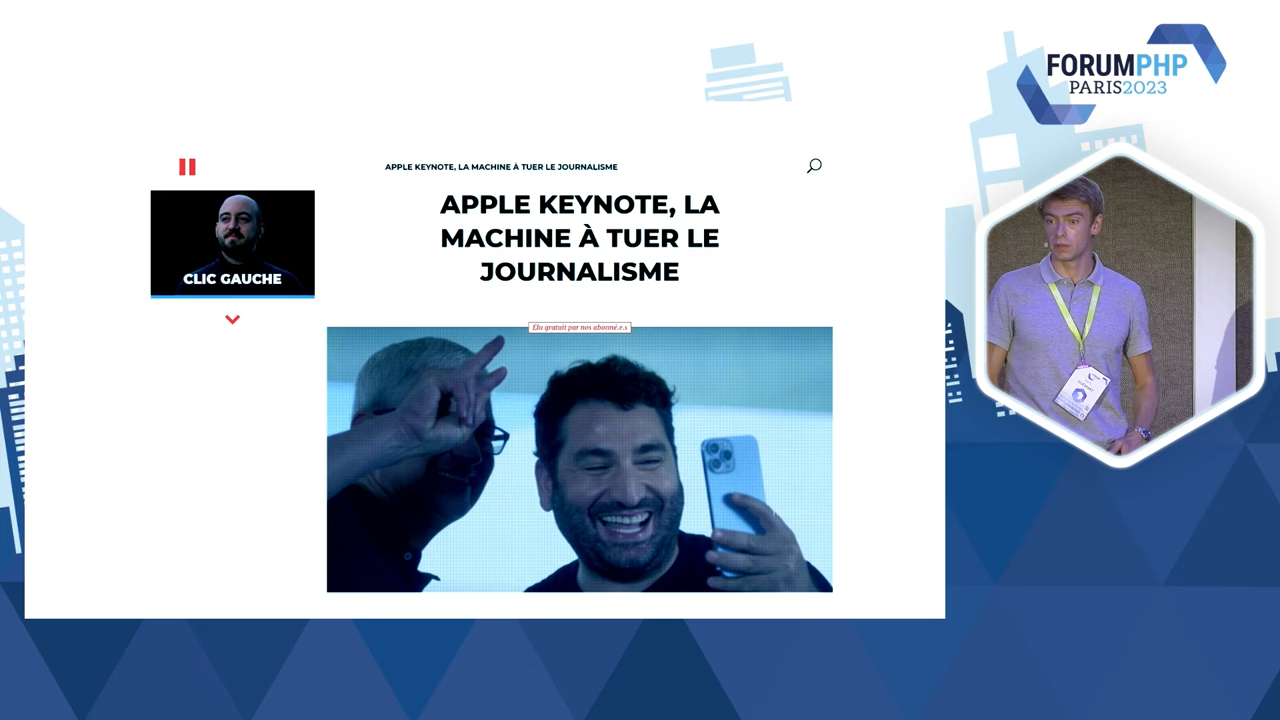 FORUMPHP
PARIS2023
APPLE KEYNOTE, LA MACHINE À TUER LE JOURNALISME
APPLE KEYNOTE, LA
MACHINE À TUER LE
JOURNALISME
CLIC GAUCHE
Elu gratuit par nos abonné.e.s